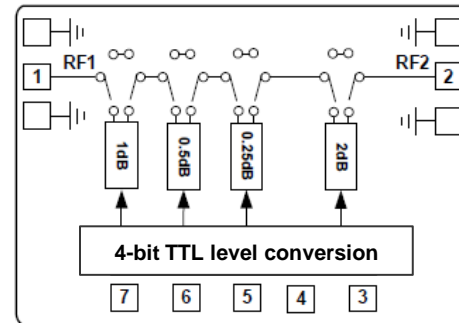 1 RF1 RF2 2
1dB 0.5dB 0.25dB 2dB
4-bit TTL level conversion
7 6 5 4 3